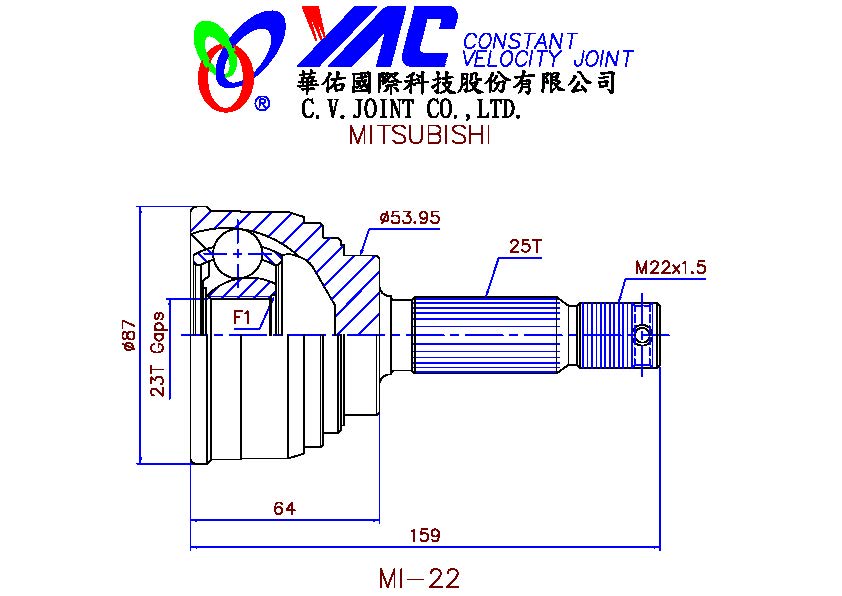 YAC CONSTANT
VELOCITY JOINT
®
華佑國際科技股份有限公司
C.V.JOINT CO.,LTD.
MITSUBISHI
ø53.95
25T
M22x1.5
ø87
23T Gaps
F1
64
159
MI-22